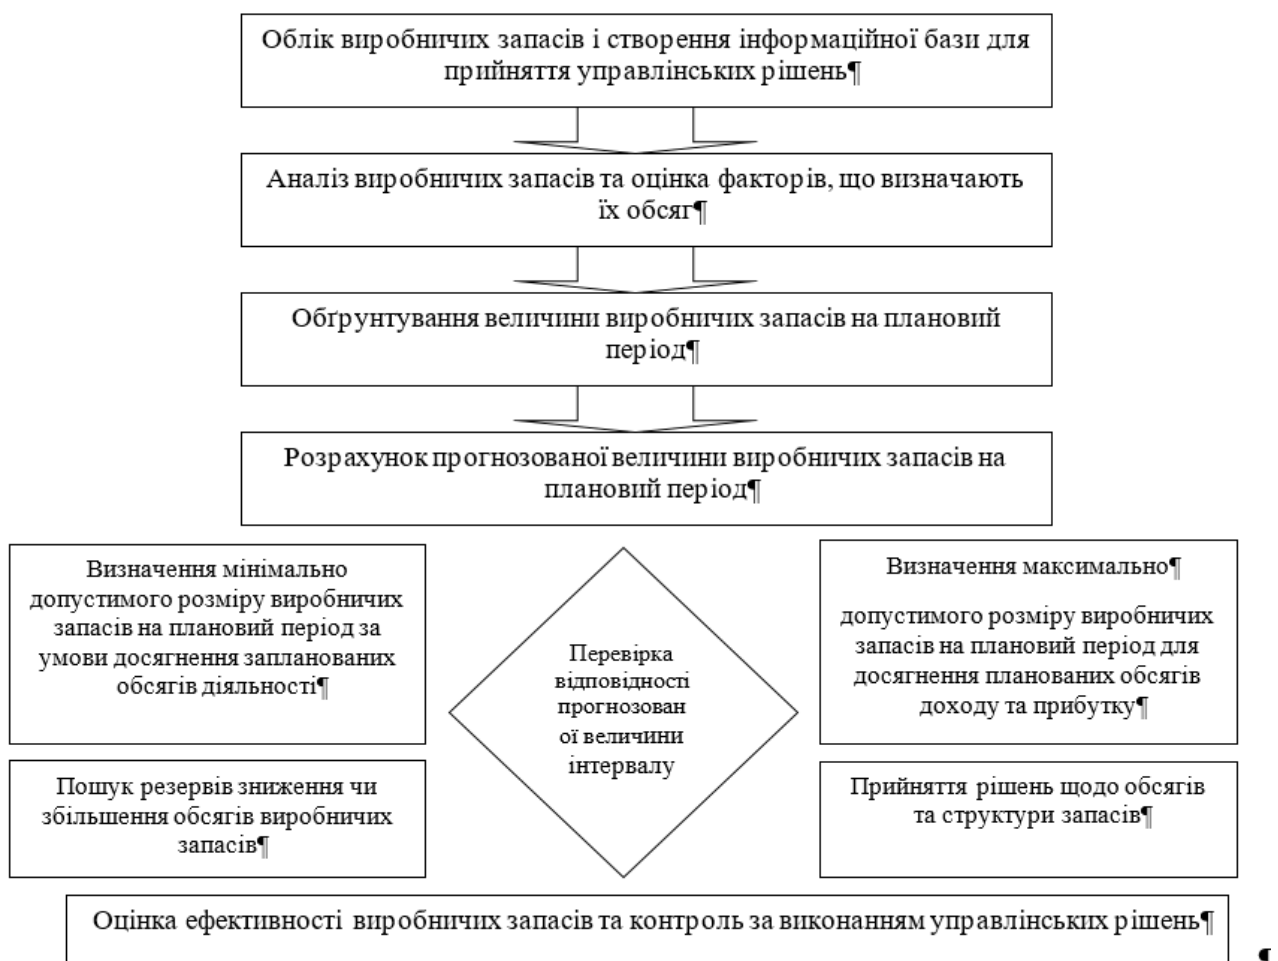 Облік виробничих запасів і створення інформаційної бази для
прийняття управлінських рішень¶
Аналіз виробничих запасів та оцінка факторів, що визначають
їх обсяг¶
Обґрунтування величини виробничих запасів на плановий
період¶
Розрахунок прогнозованої величини виробничих запасів на
плановий період¶
Визначення мінімально
допустимого розміру виробничих
запасів на плановий період за
умови досягнення запланованих
обсягів діяльності¶
Перевірка
відповідності
прогнозован
ої величини
інтервалу
Визначення максимально¶
допустимого розміру виробничих
запасів на плановий період для
досягнення планованих обсягів
доходу та прибутку¶
Пошук резервів зниження чи
збільшення обсягів виробничих
запасів¶
Прийняття рішень щодо обсягів
та структури запасів¶
Оцінка ефективності виробничих запасів та контроль за виконанням управлінських рішень¶
¶